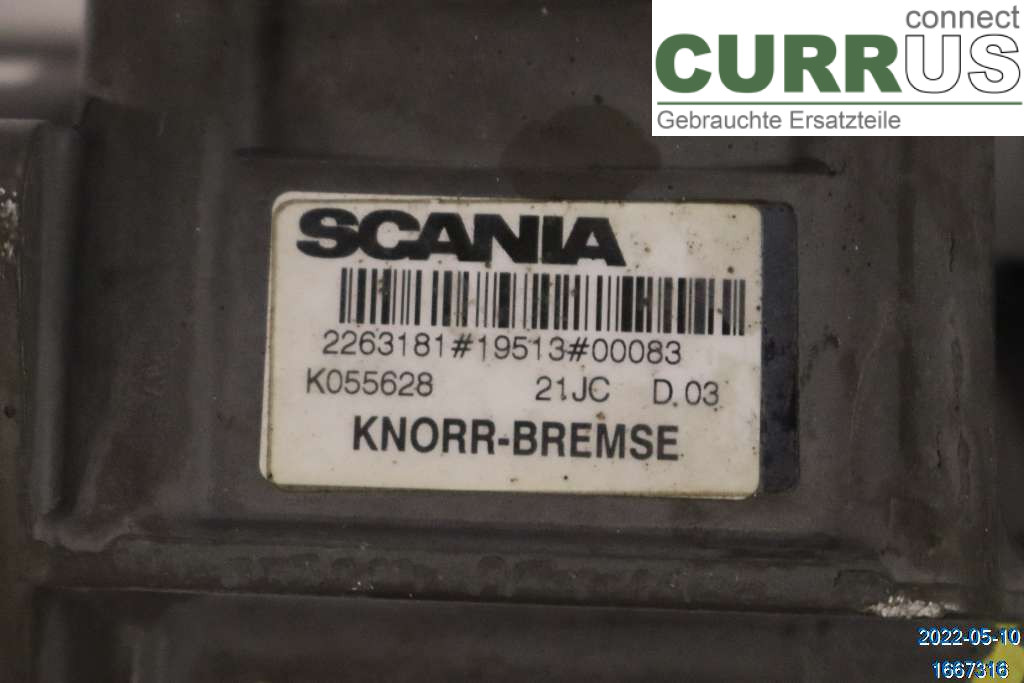 connect
CURRUS
Gebrauchte Ersatzteile
SCANIA
2263181#19513#00083
K055628 21JC D.03
KNORR-BREMSE
2022-05-10
1667316